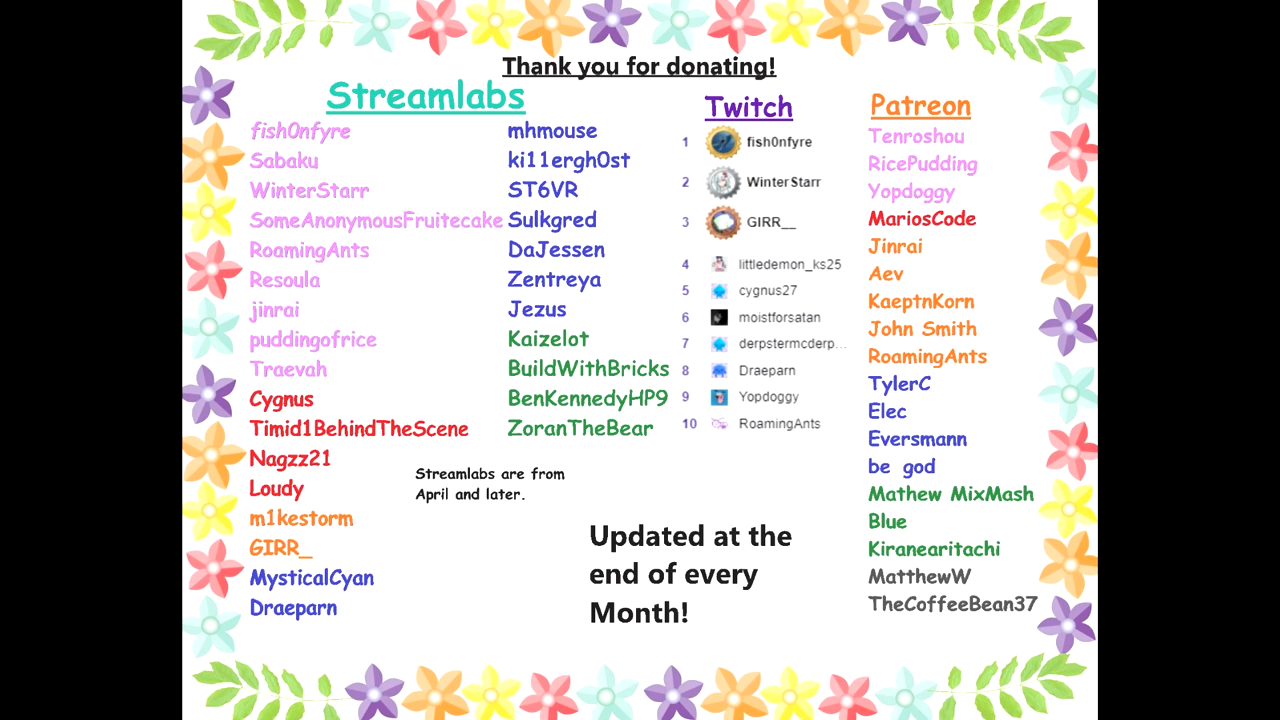 Thank you for donating!
Streamlabs
fish0nfyre
Sabaku
WinterStarr
SomeAnonymousFruitecake
RoamingAnts
Resoula
jinrai
puddingofrice
Traevah
Cygnus
Timid1BehindTheScene
Nagzz21
Loudy
m1kestorm
GIRR_
MysticalCyan
Draeparn
mhmouse
ki11ergh0st
ST6VR
Sulkgred
DaJessen
Zentreya
Jezus
Kaizelot
BuildWithBricks
BenKennedyHP9
ZoranTheBear
Streamlabs are from
April and later.
Twitch
1 fish0nfyre
2 WinterStarr
3 GIRR__
4 littledemon_ks25
5 cygnus27
6 moistforsatan
7 derpstermcderp...
8 Draeparn
9 Yopdoggy
10 RoamingAnts
Updated at the
end of every
Month!
Patreon
Tenroshou
RicePudding
Yopdoggy
MariosCode
Jinrai
Aev
KaeptnKorn
John Smith
RoamingAnts
TylerC
Elec
Eversmann
be god
Mathew MixMash
Blue
Kiranearitachi
MatthewW
TheCoffeeBean37